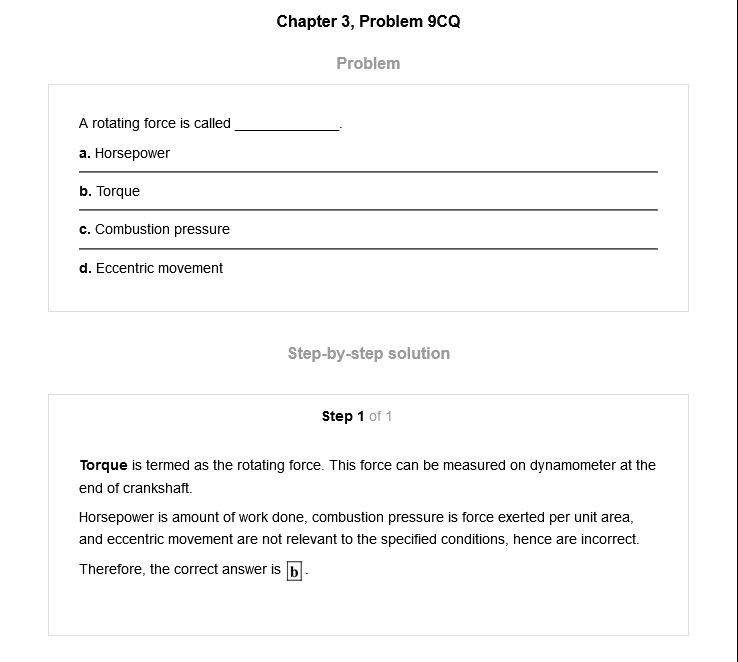 Chapter 3, Problem 9CQ
Problem
A rotating force is called _____________.
a. Horsepower
b. Torque
c. Combustion pressure
d. Eccentric movement
Step-by-step solution
Step 1 of 1
Torque is termed as the rotating force. This force can be measured on dynamometer at the
end of crankshaft.
Horsepower is amount of work done, combustion pressure is force exerted per unit area,
and eccentric movement are not relevant to the specified conditions, hence are incorrect.
Therefore, the correct answer is b .